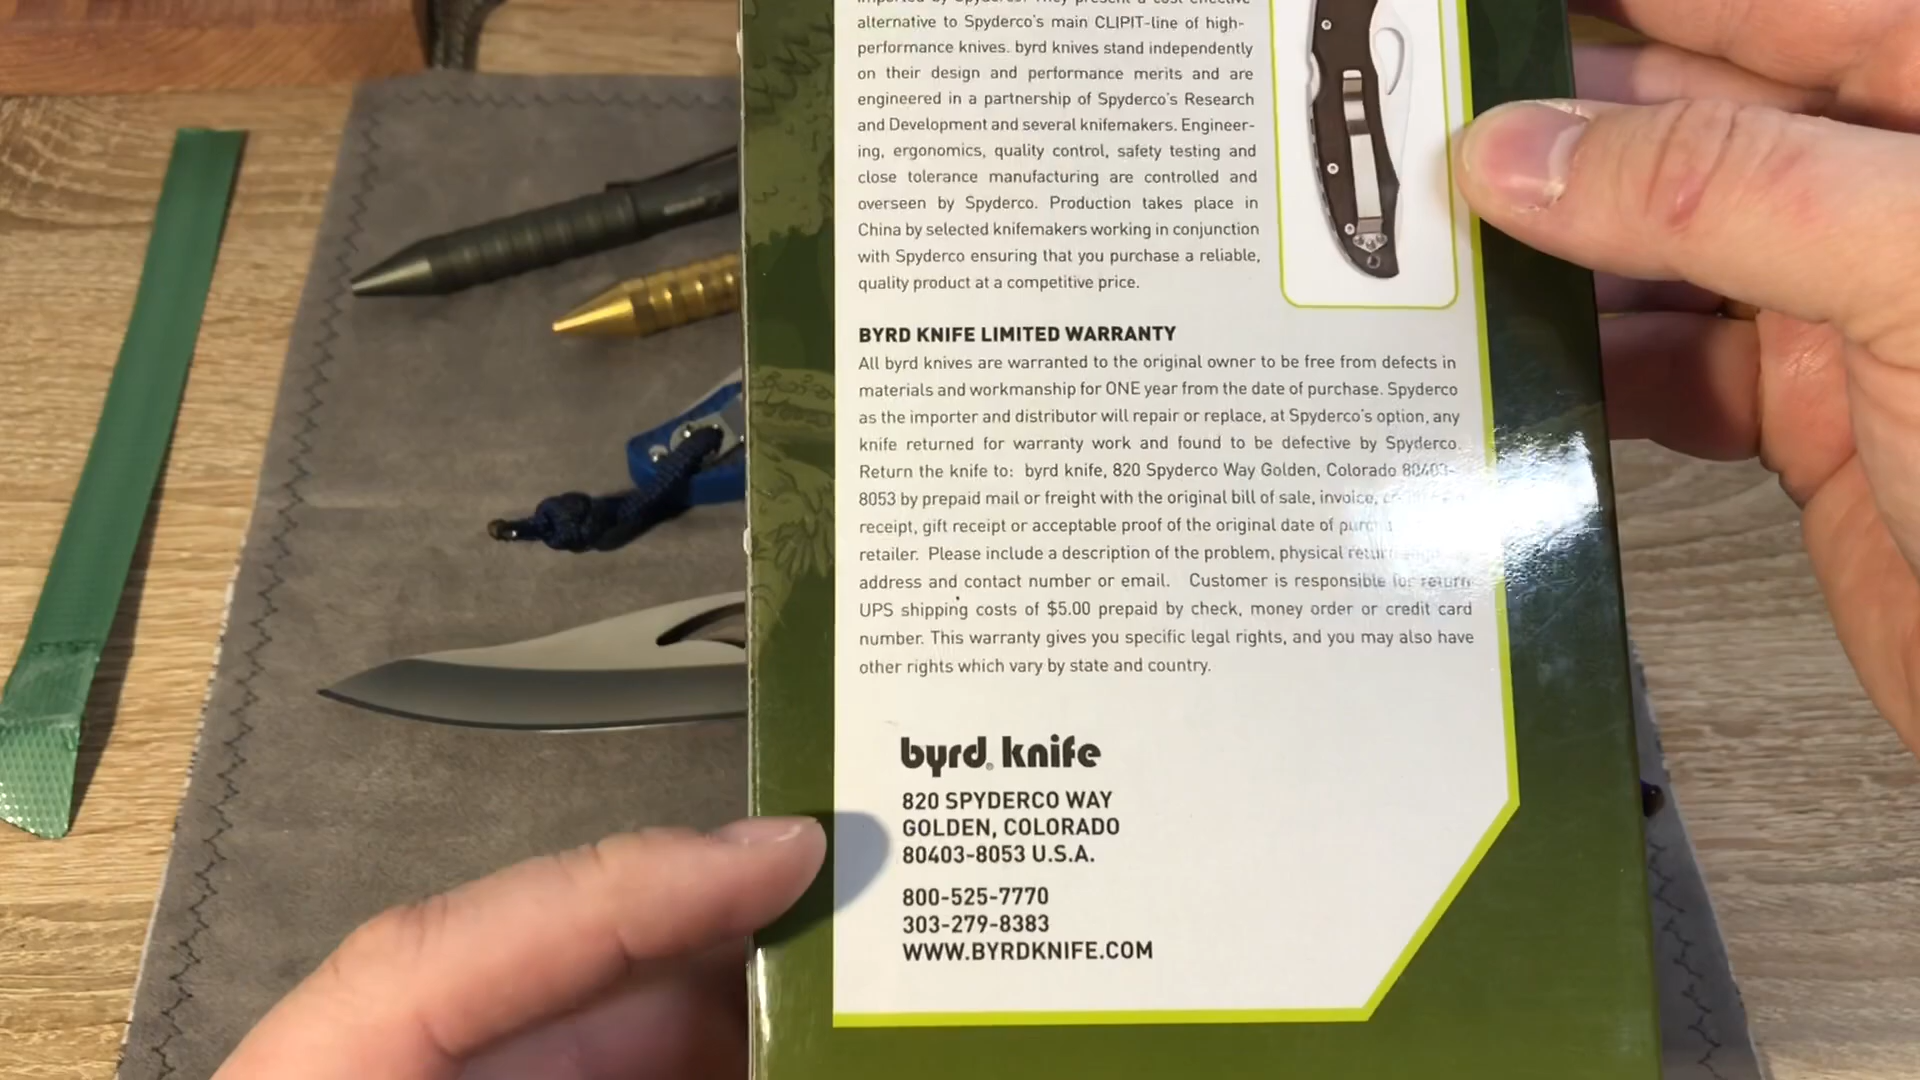 imported by Spyderco. They present a cost effective
alternative to Spyderco's main CLIPIT-line of high-
performance knives. byrd knives stand independently
on their design and performance merits and are
engineered in a partnership of Spyderco's Research
and Development and several knifemakers. Engineer-
ing, ergonomics, quality control, safety testing and
close tolerance manufacturing are controlled and
overseen by Spyderco. Production takes place in
China by selected knifemakers working in conjunction
with Spyderco ensuring that you purchase a reliable,
quality product at a competitive price.
BYRD KNIFE LIMITED WARRANTY
All byrd knives are warranted to the original owner to be free from defects in
materials and workmanship for ONE year from the date of purchase. Spyderco
as the importer and distributor will repair or replace, at Spyderco's option, any
knife returned for warranty work and found to be defective by Spyderco.
Return the knife to: byrd knife, 820 Spyderco Way Golden, Colorado 80403-
8053 by prepaid mail or freight with the original bill of sale, invoice,
receipt, gift receipt or acceptable proof of the original date of
retailer. Please include a description of the problem, physical return
address and contact number or email. Customer is responsible for return
UPS shipping costs of $5.00 prepaid by check, money order or credit card
number. This warranty gives you specific legal rights, and you may also have
other rights which vary by state and country.
byrd® knife
820 SPYDERCO WAY
GOLDEN, COLORADO
80403-8053 U.S.A.
800-525-7770
303-279-8383
WWW.BYRDKNIFE.COM